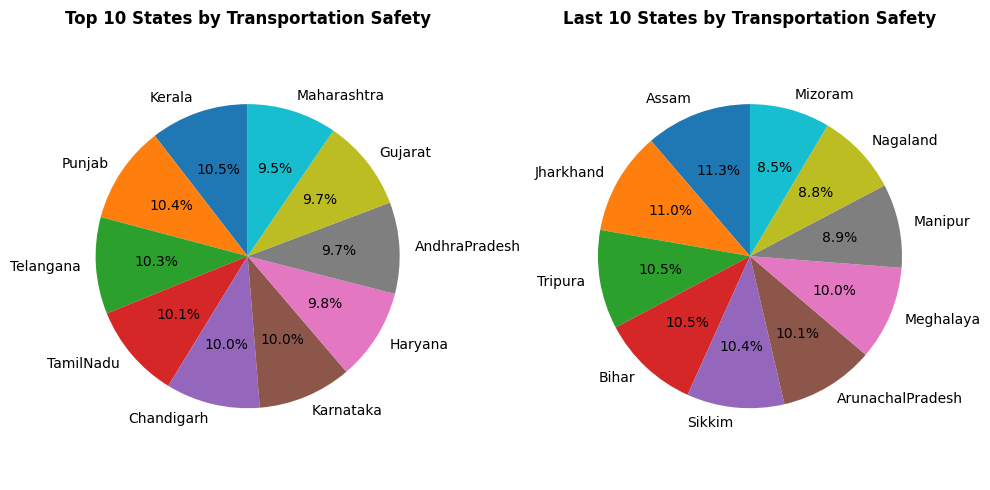 Top 10 States by Transportation Safety
Kerala
Punjab
Telangana
TamilNadu
Chandigarh
Karnataka
Haryana
AndhraPradesh
Gujarat
Maharashtra
10.5%
10.4%
10.3%
10.1%
10.0%
10.0%
9.8%
9.7%
9.7%
9.5%
Last 10 States by Transportation Safety
Assam
Jharkhand
Tripura
Bihar
Sikkim
ArunachalPradesh
Meghalaya
Manipur
Nagaland
Mizoram
11.3%
11.0%
10.5%
10.5%
10.4%
10.1%
10.0%
8.9%
8.8%
8.5%